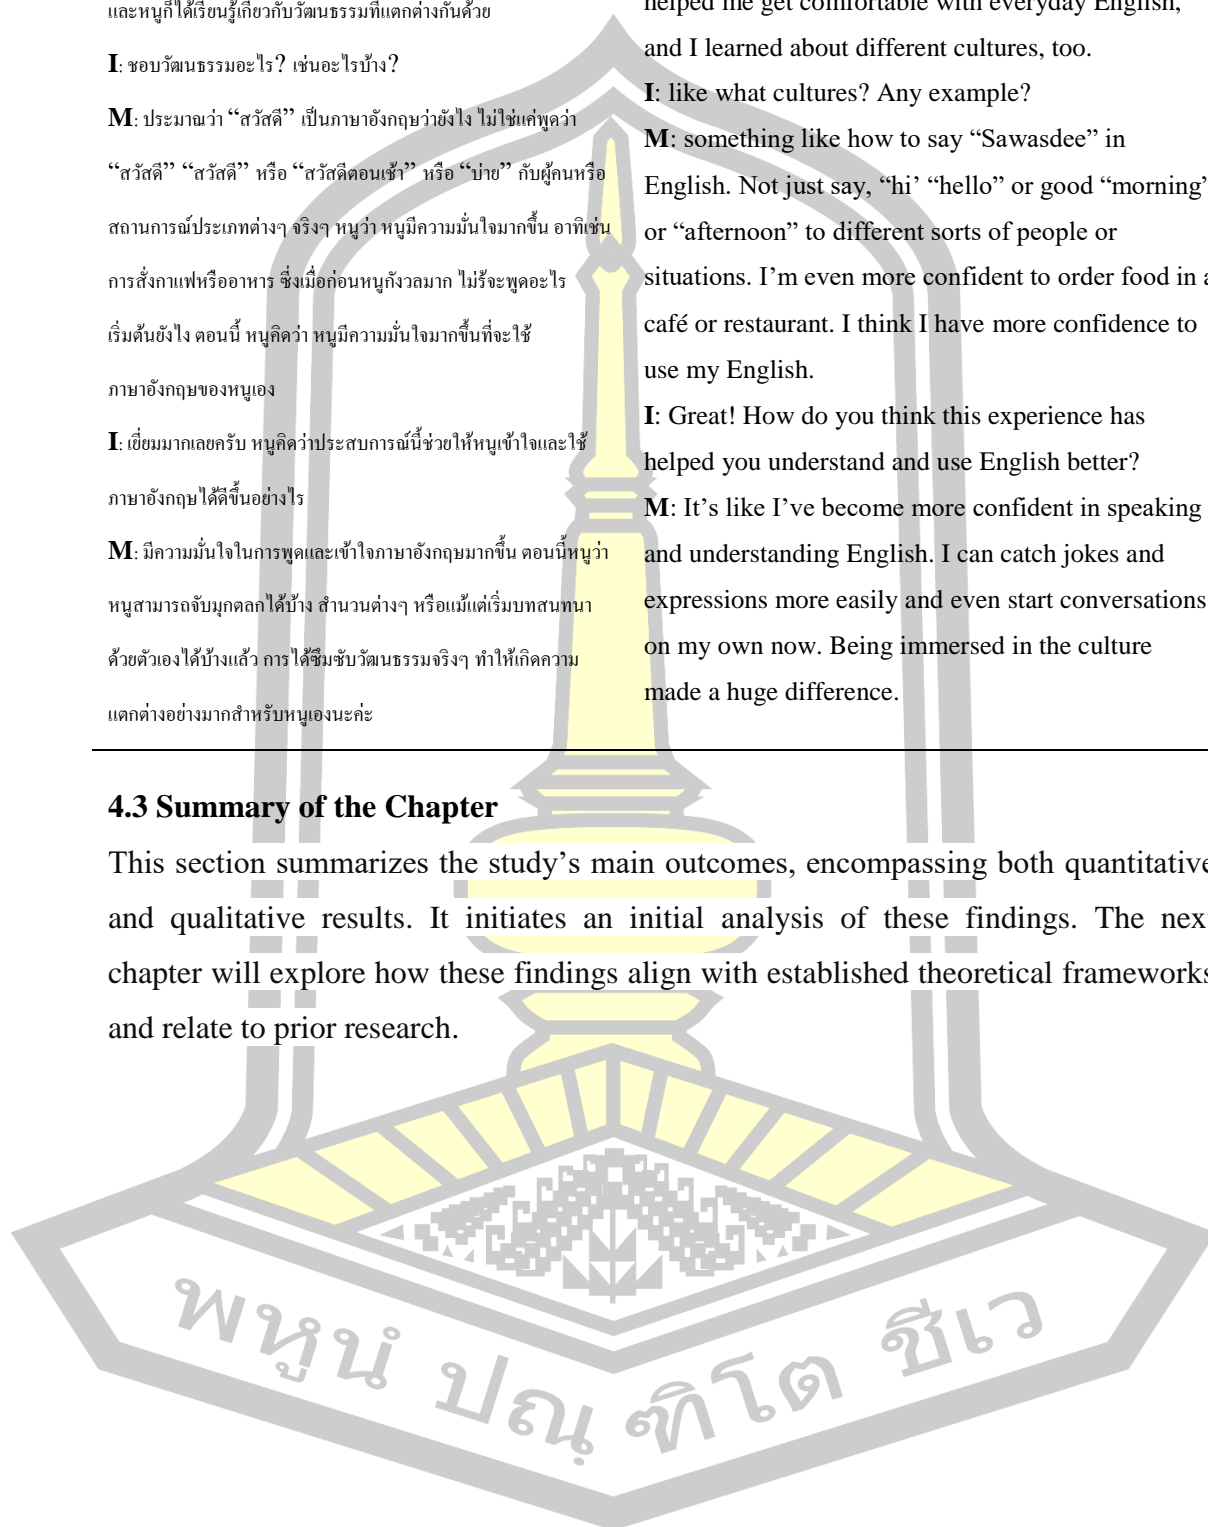 และหนูก็ได้เรียนรู้เกี่ยวกับวัฒนธรรมที่แตกต่างกันด้วย
I: ชอบวัฒนธรรมอะไร? เช่นอะไรบ้าง?
M: ประมาณว่า “สวัสดี” เป็นภาษาอังกฤษว่ายังไง ไม่ใช่แค่พูดว่า
“สวัสดี” “สวัสดี” หรือ “สวัสดีตอนเช้า” หรือ “บ่าย” กับผู้คนหรือ
สถานการณ์ประเภทต่างๆ จริงๆ หนูว่า หนูมีความมั่นใจมากขึ้น อาทิเช่น
การสั่งกาแฟหรืออาหาร ซึ่งเมื่อก่อนหนูกังวลมาก ไม่รู้จะพูดอะไร
เริ่มต้นยังไง ตอนนี้ หนูคิดว่า หนูมีความมั่นใจมากขึ้นที่จะใช้
ภาษาอังกฤษของหนูเอง
I: เยี่ยมมากเลยครับ หนูคิดว่าประสบการณ์นี้ช่วยให้หนูเข้าใจและใช้
ภาษาอังกฤษได้ดีขึ้นอย่างไร
M: มีความมั่นใจในการพูดและเข้าใจภาษาอังกฤษมากขึ้น ตอนนี้หนูว่า
หนูสามารถจับมุกตลกได้บ้าง สำนวนต่างๆ หรือแม้แต่เริ่มบทสนทนา
ด้วยตัวเองได้บ้างแล้ว การได้ซึมซับวัฒนธรรมจริงๆ ทำให้เกิดความ
แตกต่างอย่างมากสำหรับหนูเองนะค่ะ
helped me get comfortable with everyday English,
and I learned about different cultures, too.
I: like what cultures? Any example?
M: something like how to say “Sawasdee” in
English. Not just say, “hi’ “hello” or good “morning’
or “afternoon” to different sorts of people or
situations. I’m even more confident to order food in a
café or restaurant. I think I have more confidence to
use my English.
I: Great! How do you think this experience has
helped you understand and use English better?
M: It’s like I’ve become more confident in speaking
and understanding English. I can catch jokes and
expressions more easily and even start conversations
on my own now. Being immersed in the culture
made a huge difference.
4.3 Summary of the Chapter
This section summarizes the study’s main outcomes, encompassing both quantitative
and qualitative results. It initiates an initial analysis of these findings. The next
chapter will explore how these findings align with established theoretical frameworks
and relate to prior research.
พหูนํ ปณฺฑิโต ชีเว